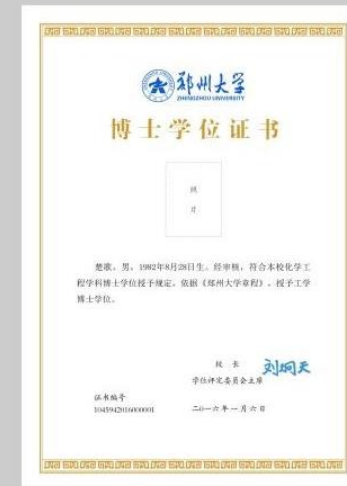 郑州大学
ZHENGZHOU UNIVERSITY
博士学位证书
照
片
楚歌，男，1982年8月28日生。经审核，符合本校化学工
程学科博士学位授予规定，依据《郑州大学章程》，授予工学
博士学位。
校 长 刘炯天
学位评定委员会主席
证书编号
1045942016000001
二〇一六年一月六日